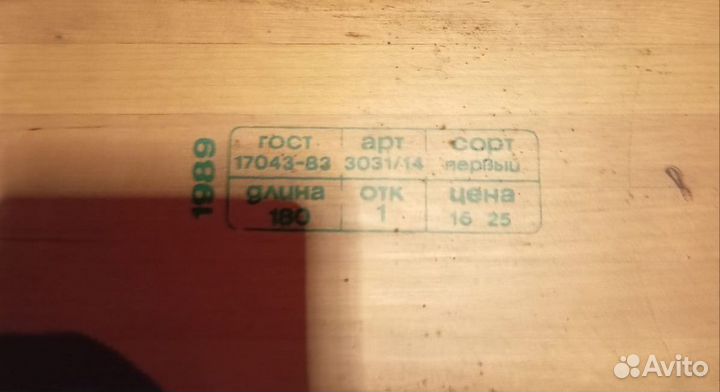 1989
гост арт сорт
17043-83 3031/14 первый
длина отк цена
180 1 16 25
Avito